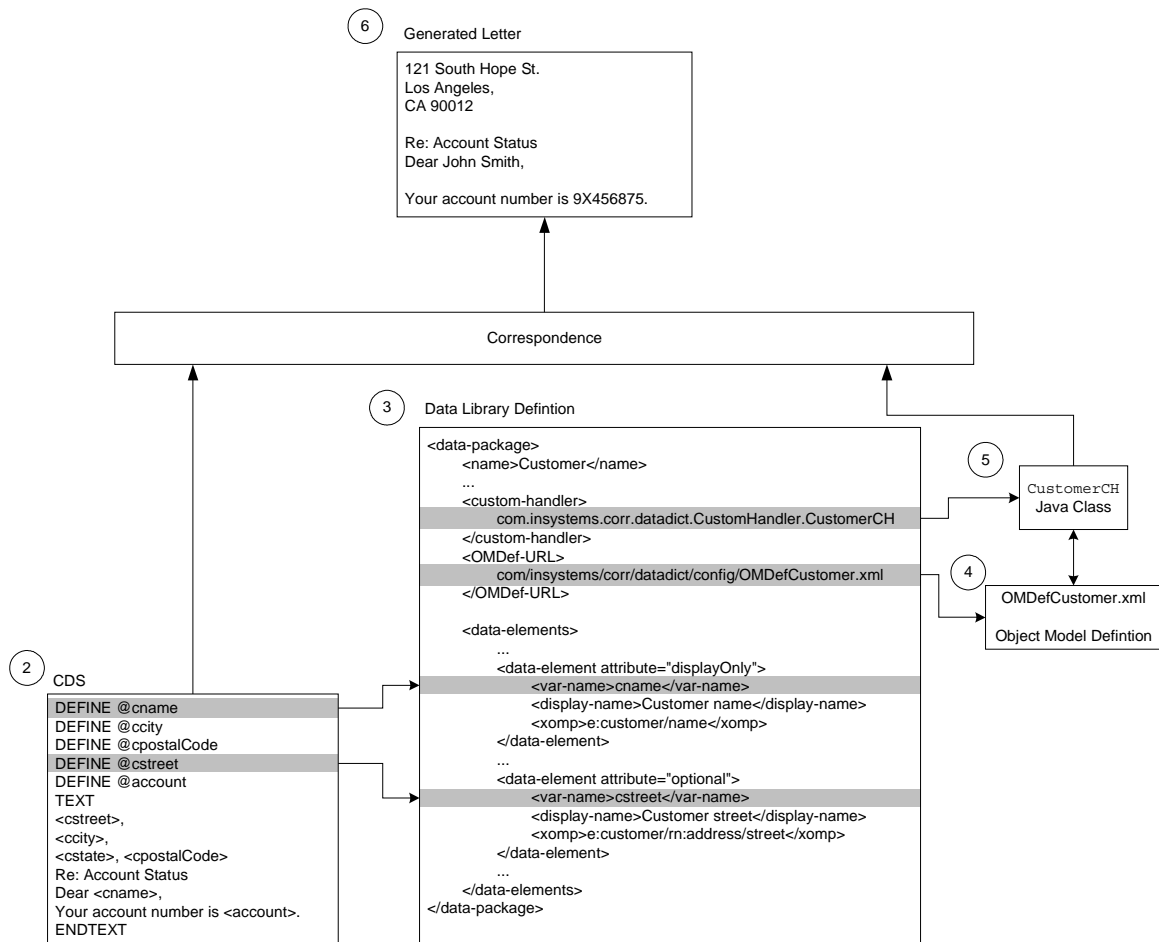 6
Generated Letter
121 South Hope St.
Los Angeles,
CA 90012
Re: Account Status
Dear John Smith,
Your account number is 9X456875.
Correspondence
3
Data Library Defintion
<data-package>
<name>Customer</name>
...
<custom-handler>
com.insystems.corr.datadict.CustomHandler.CustomerCH
</custom-handler>
<OMDef-URL>
com/insystems/corr/datadict/config/OMDefCustomer.xml
</OMDef-URL>
<data-elements>
...
<data-element attribute="displayOnly">
<var-name>cname</var-name>
<display-name>Customer name</display-name>
<xomp>e:customer/name</xomp>
</data-element>
...
<data-element attribute="optional">
<var-name>cstreet</var-name>
<display-name>Customer street</display-name>
<xomp>e:customer/rn:address/street</xomp>
</data-element>
...
</data-elements>
</data-package>
5
CustomerCH
Java Class
4
OMDefCustomer.xml
Object Model Defintion
2
CDS
DEFINE @cname
DEFINE @ccity
DEFINE @cpostalCode
DEFINE @cstreet
DEFINE @account
TEXT
<cstreet>,
<ccity>,
<cstate>, <cpostalCode>
Re: Account Status
Dear <cname>,
Your account number is <account>.
ENDTEXT